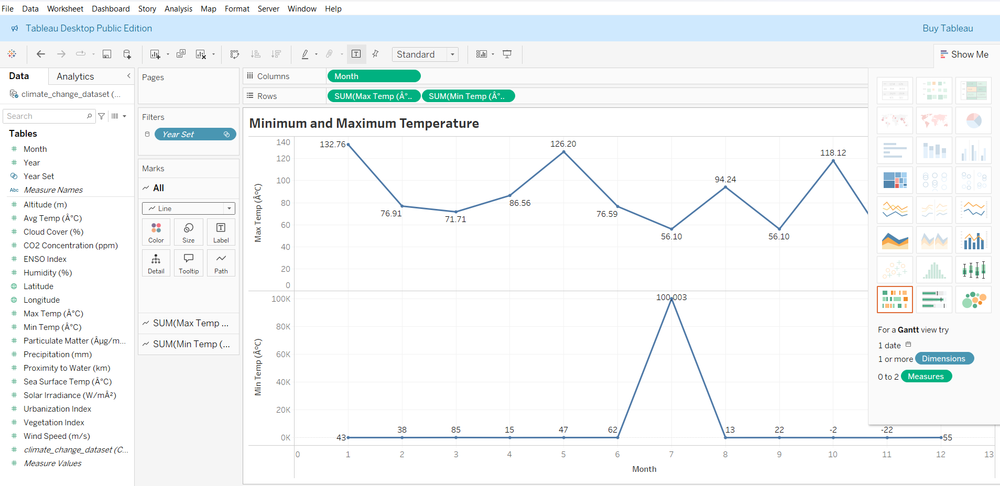 File Data Worksheet Dashboard Story Analysis Map Format Server Window Help
Tableau Desktop Public Edition
Buy Tableau
Standard
Show Me
Data
Analytics
climate_change_dataset (...
Search
Tables
Month
Year
Year Set
Abc Measure Names
Altitude (m)
Avg Temp (Â°C)
Cloud Cover (%)
CO2 Concentration (ppm)
ENSO Index
Humidity (%)
Latitude
Longitude
Max Temp (Â°C)
Min Temp (Â°C)
Particulate Matter (Âµg/m...
Precipitation (mm)
Proximity to Water (km)
Sea Surface Temp (Â°C)
Solar Irradiance (W/mÂ²)
Urbanization Index
Vegetation Index
Wind Speed (m/s)
climate_change_dataset (C...
Measure Values
Pages
Filters
Year Set
Marks
All
Line
Color
Size
Label
Detail
Tooltip
Path
SUM(Max Temp ...
SUM(Min Temp (...
Columns
Month
Rows
SUM(Max Temp (Â°..
SUM(Min Temp (Â°..
Minimum and Maximum Temperature
Max Temp (Â°C)
140
120
100
80
60
40
20
0
132.76
76.91
71.71
86.56
126.20
76.59
56.10
94.24
56.10
118.12
Min Temp (Â°C)
100K
80K
60K
40K
20K
0K
43
38
85
15
47
62
100,003
13
22
-2
-22
55
0 1 2 3 4 5 6 7 8 9 10 11 12 13
Month
For a Gantt view try
1 date
1 or more Dimensions
0 to 2 Measures